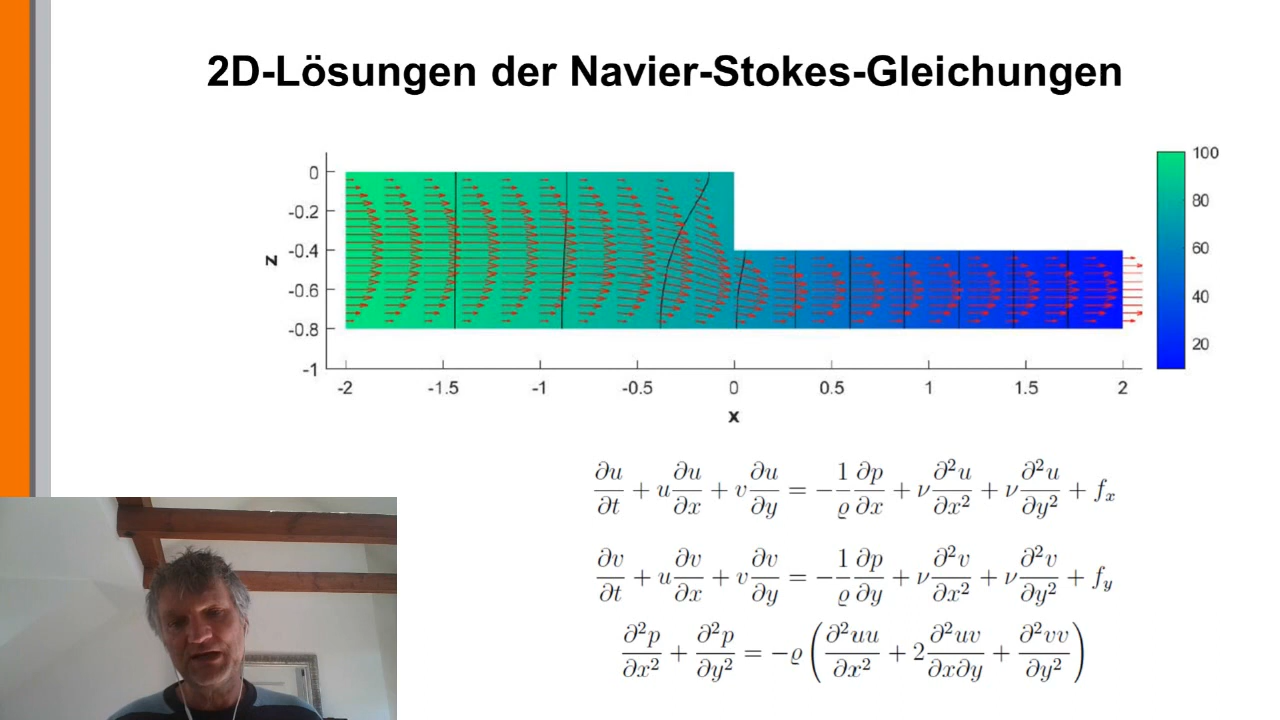 2D-Lösungen der Navier-Stokes-Gleichungen
100
80
60
40
20
0
-0.2
-0.4
-0.6
-0.8
-1
z
-2 -1.5 -1 -0.5 0 0.5 1 1.5 2
x
∂u/∂t + u ∂u/∂x + v ∂u/∂y = − 1/ϱ ∂p/∂x + ν ∂²u/∂x² + ν ∂²u/∂y² + fₓ
∂v/∂t + u ∂v/∂x + v ∂v/∂y = − 1/ϱ ∂p/∂y + ν ∂²v/∂x² + ν ∂²v/∂y² + f_y
∂²p/∂x² + ∂²p/∂y² = −ϱ ( ∂²uu/∂x² + 2 ∂²uv/∂x∂y + ∂²vv/∂y² )